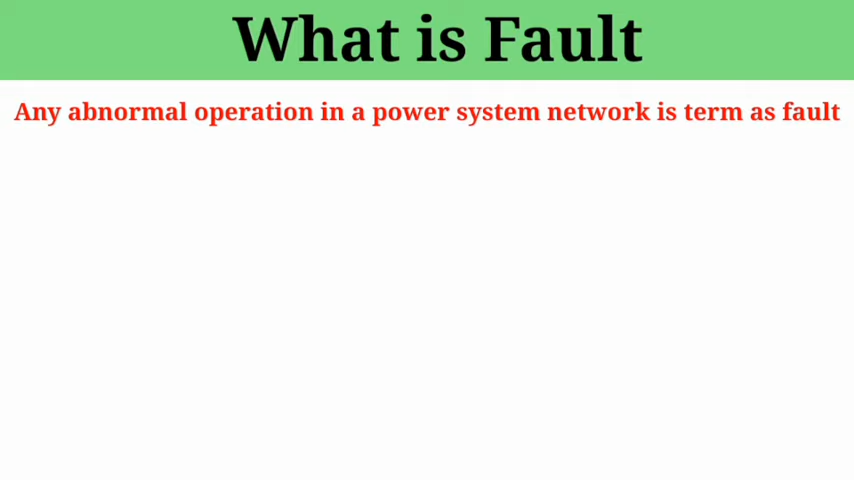 What is Fault
Any abnormal operation in a power system network is term as fault